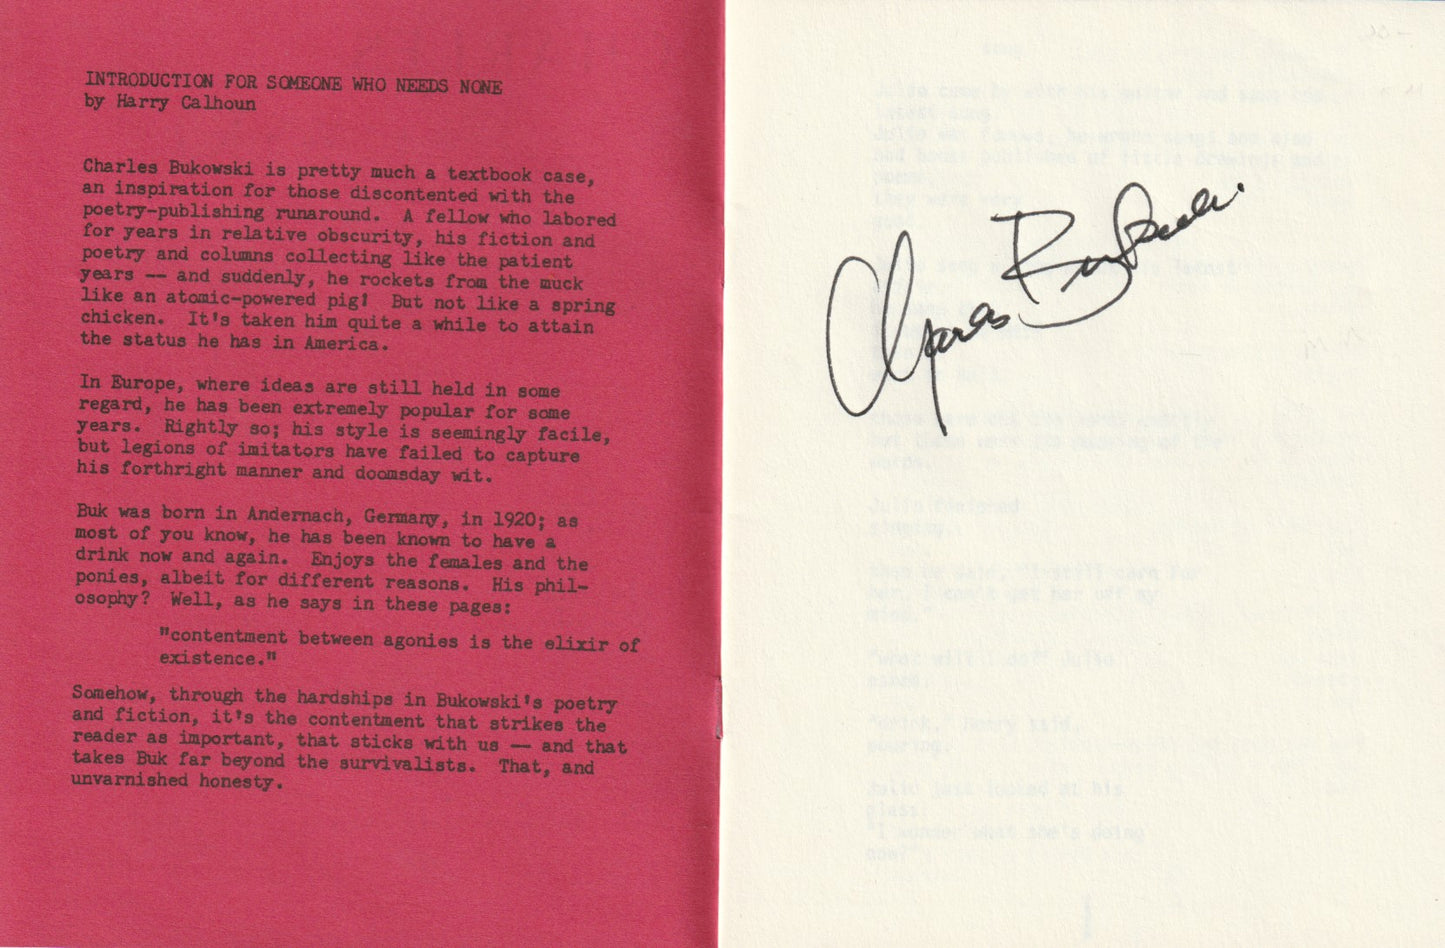 INTRODUCTION FOR SOMEONE WHO NEEDS NONE
by Harry Calhoun
Charles Bukowski is pretty much a textbook case,
an inspiration for those discontented with the
poetry-publishing runaround. A fellow who labored
for years in relative obscurity, his fiction and
poetry and columns collecting like the patient
years -- and suddenly, he rockets from the muck
like an atomic-powered pig! But not like a spring
chicken. It's taken him quite a while to attain
the status he has in America.
In Europe, where ideas are still held in some
regard, he has been extremely popular for some
years. Rightly so; his style is seemingly facile,
but legions of imitators have failed to capture
his forthright manner and doomsday wit.
Buk was born in Andernach, Germany, in 1920; as
most of you know, he has been known to have a
drink now and again. Enjoys the females and the
ponies, albeit for different reasons. His phil-
osophy? Well, as he says in these pages:
"contentment between agonies is the elixir of
existence."
Somehow, through the hardships in Bukowski's poetry
and fiction, it's the contentment that strikes the
reader as important, that sticks with us -- and that
takes Buk far beyond the survivalists. That, and
unvarnished honesty.
Charles Bukowski